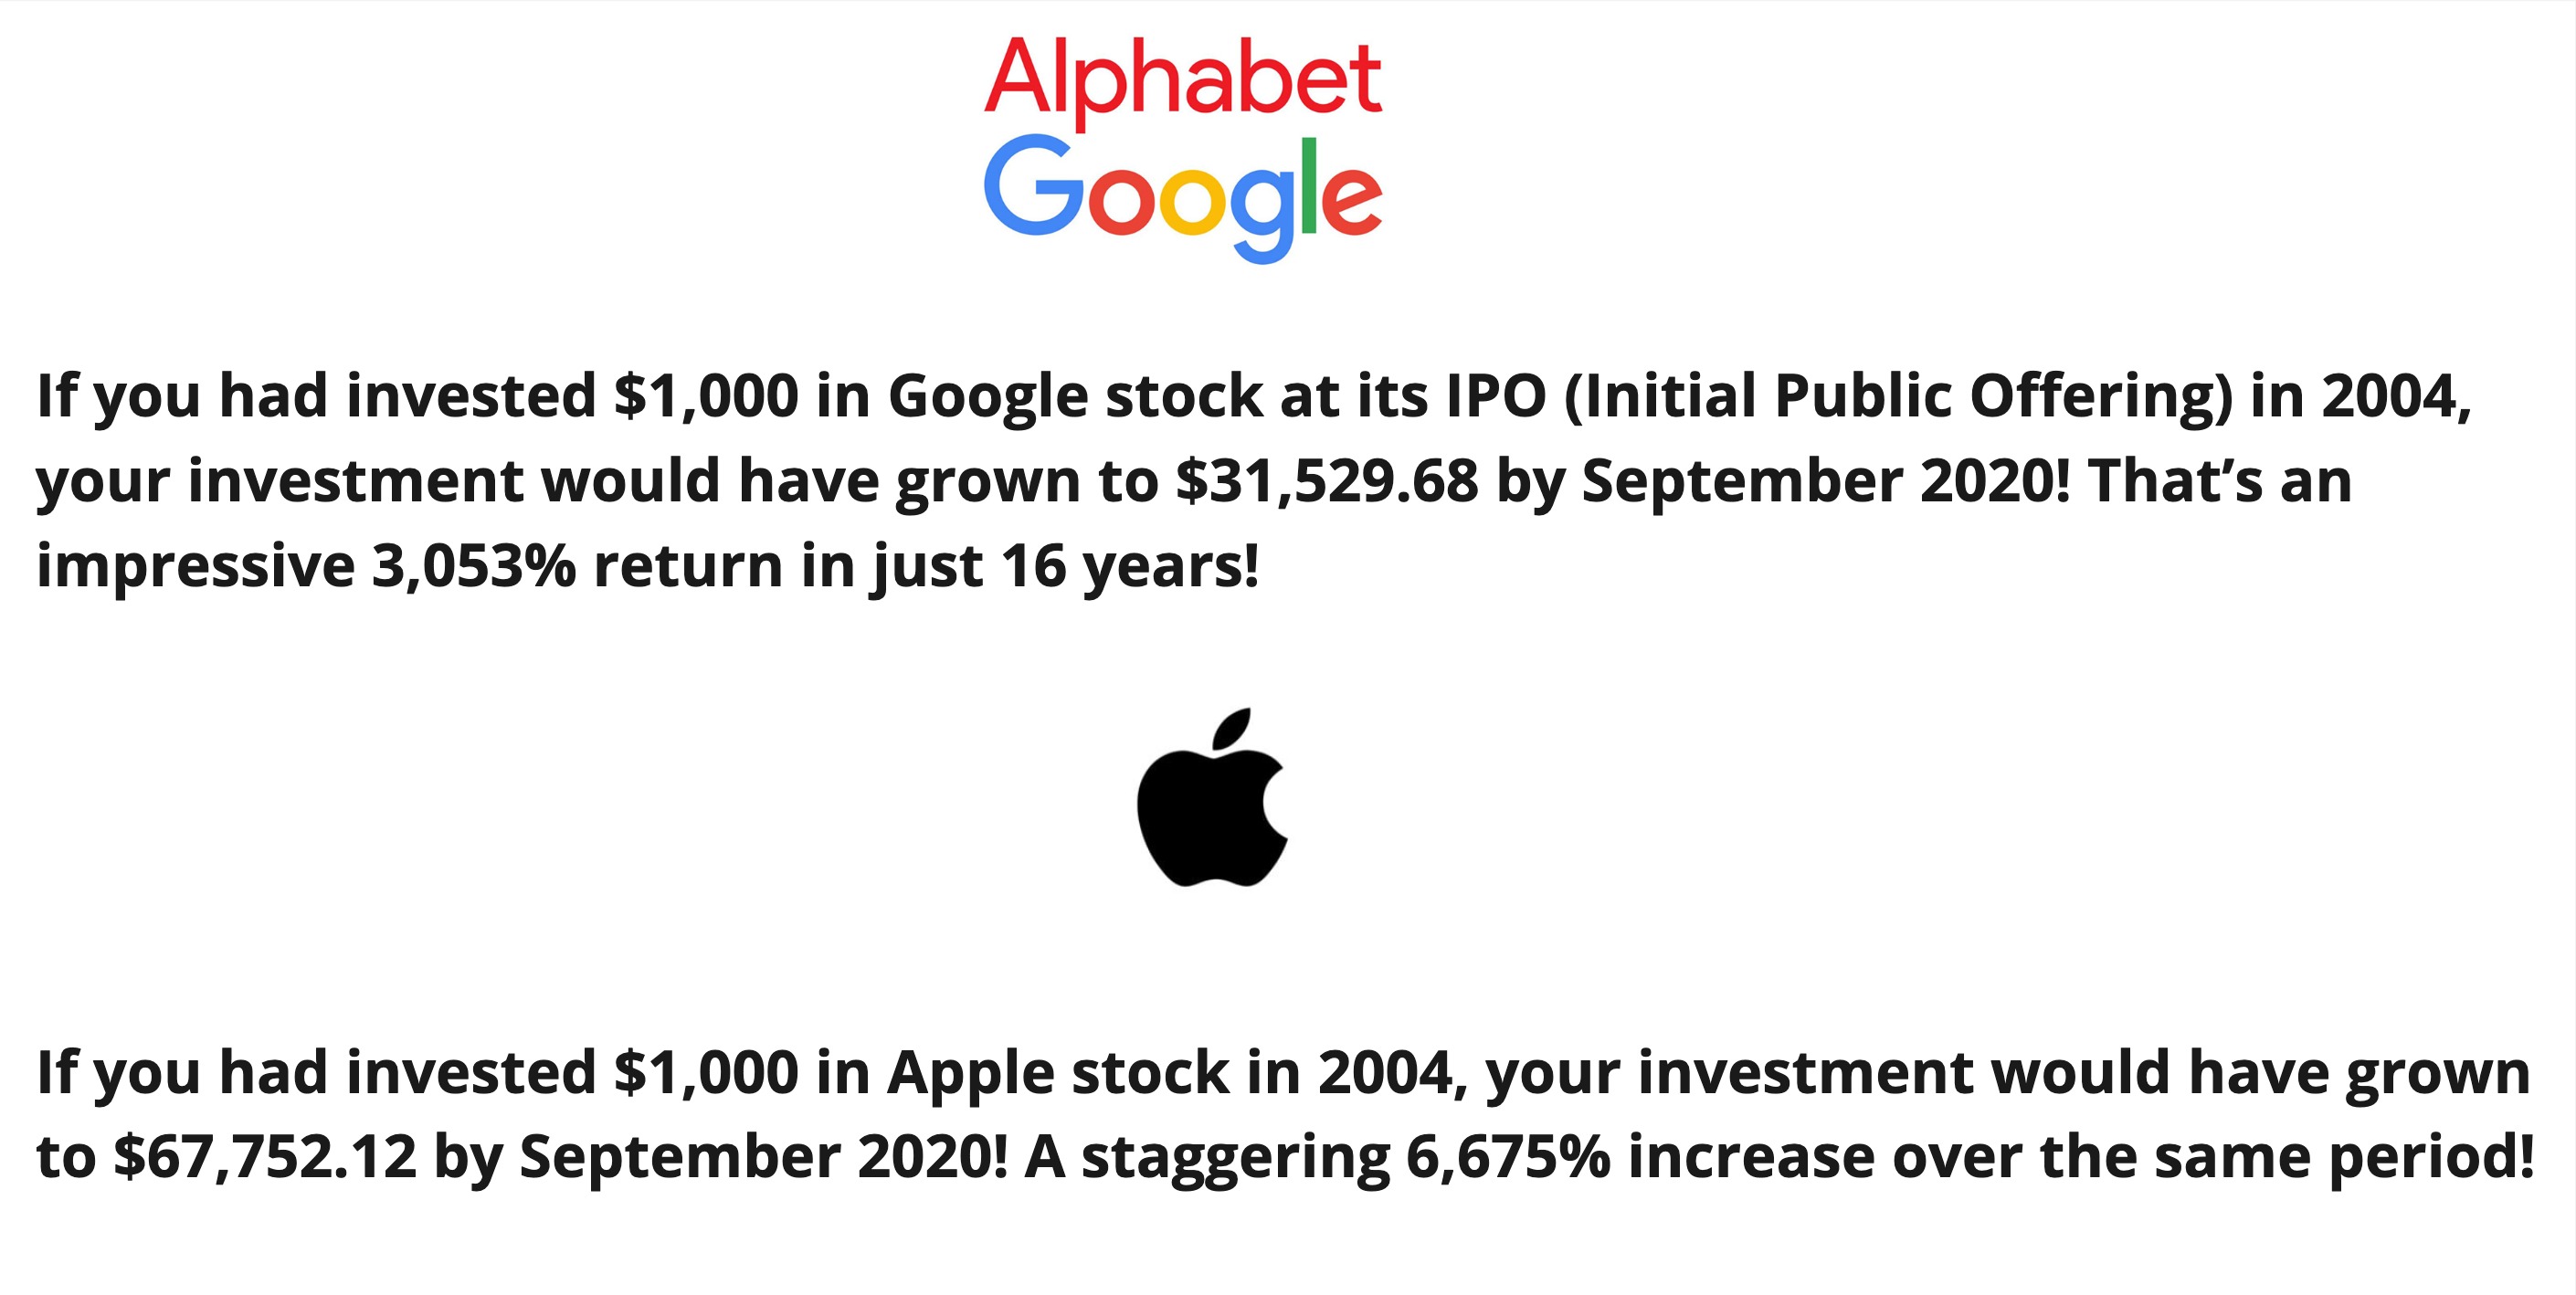 Alphabet
Google
If you had invested $1,000 in Google stock at its IPO (Initial Public Offering) in 2004,
your investment would have grown to $31,529.68 by September 2020! That’s an
impressive 3,053% return in just 16 years!
If you had invested $1,000 in Apple stock in 2004, your investment would have grown
to $67,752.12 by September 2020! A staggering 6,675% increase over the same period!